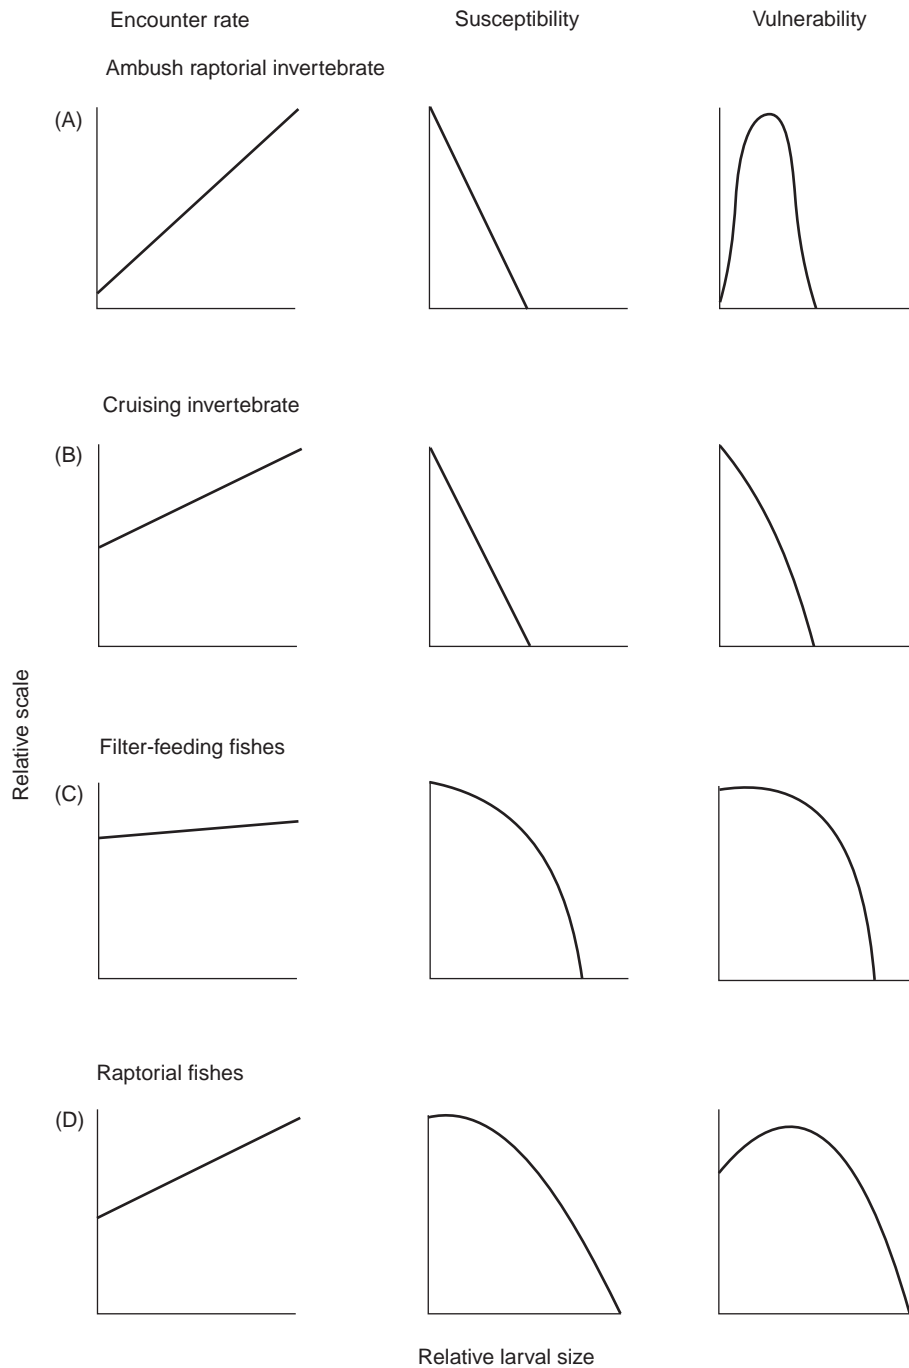 Encounter rate
Susceptibility
Vulnerability
Ambush raptorial invertebrate
(A)
Cruising invertebrate
(B)
Relative scale
Filter-feeding fishes
(C)
Raptorial fishes
(D)
Relative larval size